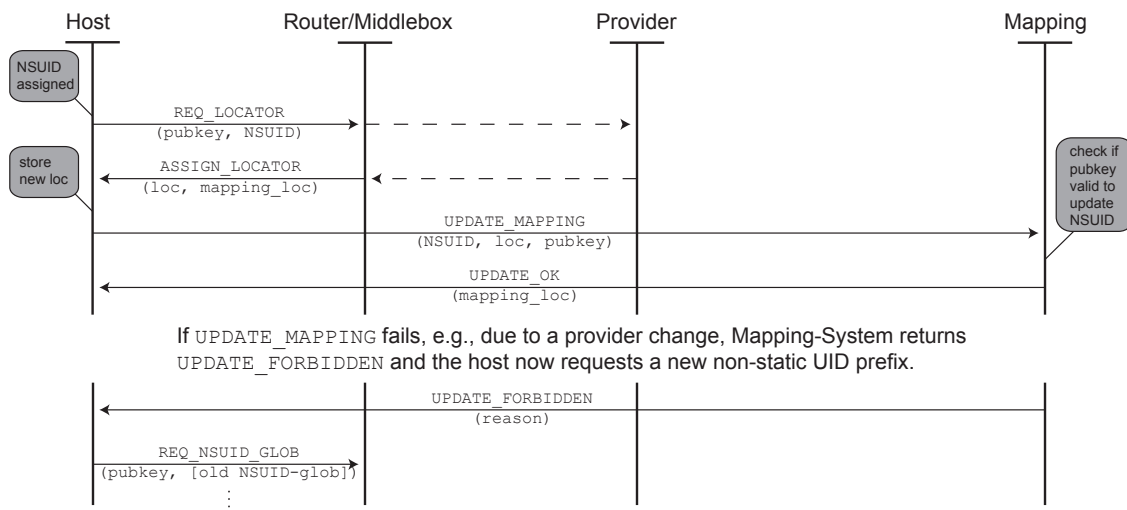 Host Router/Middlebox Provider Mapping
NSUID
assigned
REQ_LOCATOR
(pubkey, NSUID)
store
new loc
ASSIGN_LOCATOR
(loc, mapping_loc)
check if
pubkey
valid to
update
NSUID
UPDATE_MAPPING
(NSUID, loc, pubkey)
UPDATE_OK
(mapping_loc)
If UPDATE_MAPPING fails, e.g., due to a provider change, Mapping-System returns
UPDATE_FORBIDDEN and the host now requests a new non-static UID prefix.
UPDATE_FORBIDDEN
(reason)
REQ_NSUID_GLOB
(pubkey, [old NSUID-glob])
⋮